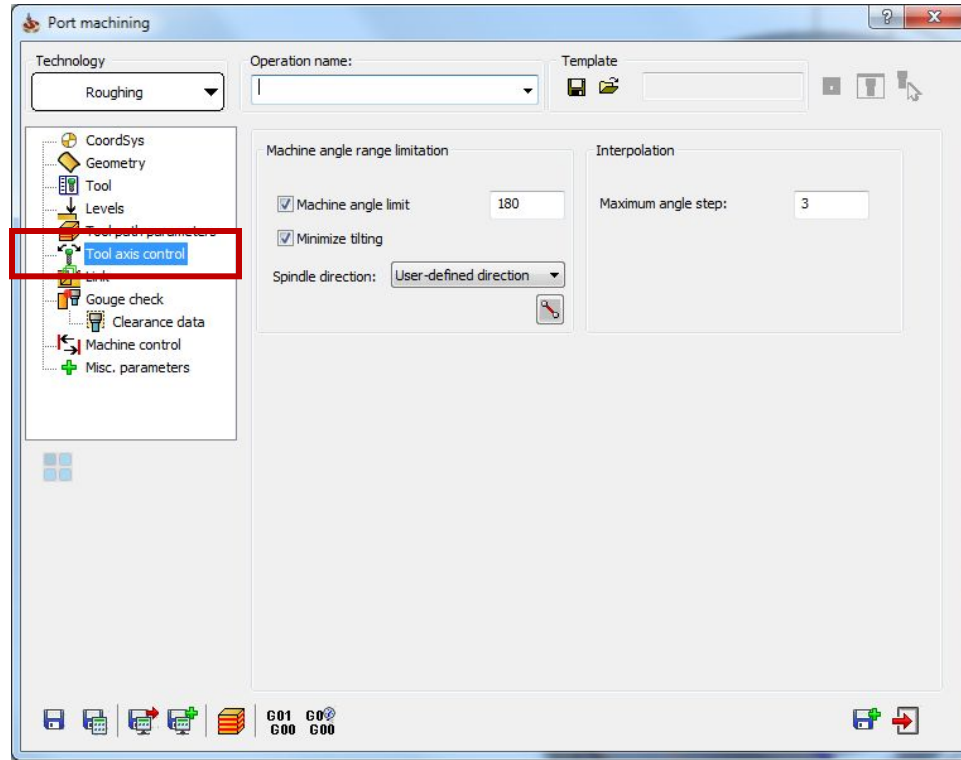 Port machining
Technology
Roughing
Operation name:
Template
CoordSys
Geometry
Tool
Levels
Tool path parameters
Tool axis control
Link
Gouge check
Clearance data
Machine control
Misc. parameters
Machine angle range limitation
Machine angle limit 180
Minimize tilting
Spindle direction: User-defined direction
Interpolation
Maximum angle step: 3
G01 G0
G00 G00